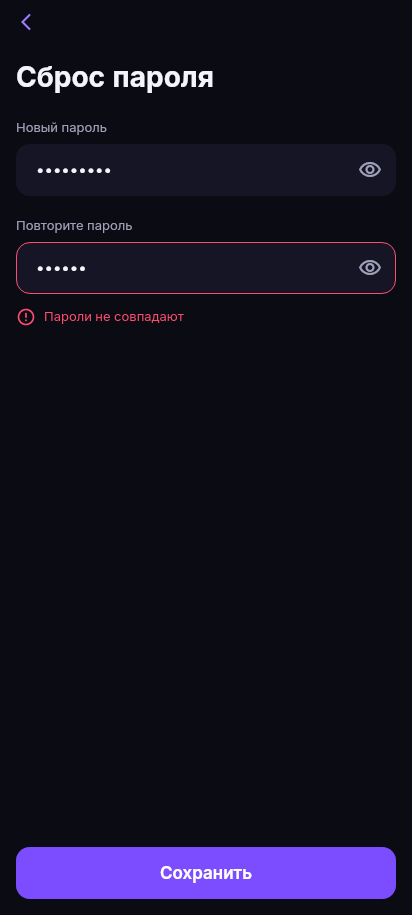 Сброс пароля
Новый пароль
•••••••••
Повторите пароль
••••••
Пароли не совпадают
Сохранить